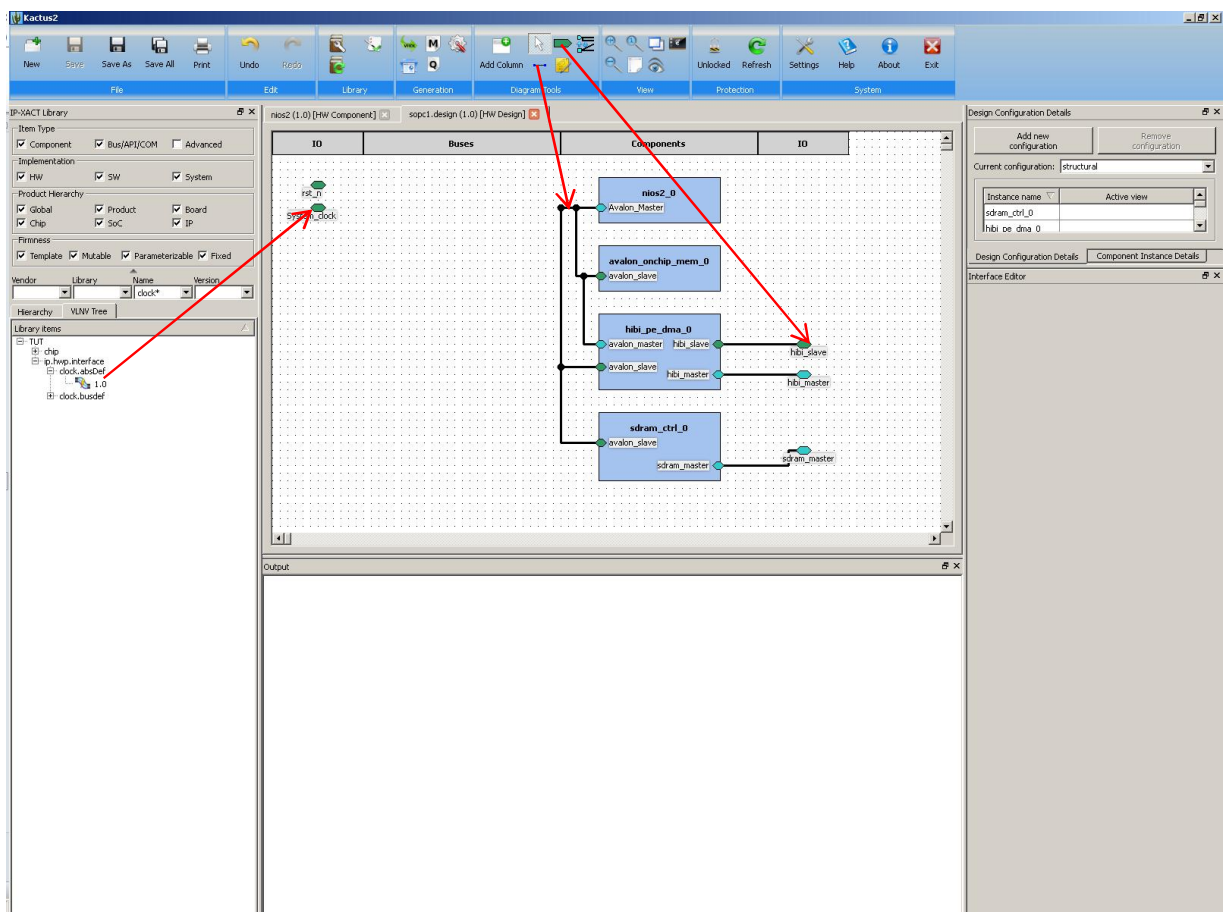 Kactus2
New Save Save As Save All Print Undo Redo Add Column Unlocked Refresh Settings Help About Exit
M
Q
File Edit Library Generation Diagram Tools View Protection System
IP-XACT Library
Item Type
Component Bus/API/COM Advanced
Implementation
HW SW System
Product Hierarchy
Global Product Board
Chip SoC IP
Firmness
Template Mutable Parameterizable Fixed
Vendor Library Name Version
clock*
Hierarchy VLNV Tree
Library items
TUT
chip
ip.hwp.interface
clock.absDef
1.0
clock.busdef
nios2 (1.0) [HW Component] sopc1.design (1.0) [HW Design]
IO Buses Components IO
rst_n
System_clock
nios2_0
Avalon_Master
avalon_onchip_mem_0
avalon_slave
hibi_pe_dma_0
avalon_master hibi_slave
hibi_slave
avalon_slave
hibi_master
hibi_master
sdram_ctrl_0
avalon_slave
sdram_master
sdram_master
Output
Design Configuration Details
Add new configuration
Remove configuration
Current configuration: structural
Instance name Active view
sdram_ctrl_0
hibi_pe_dma_0
Design Configuration Details Component Instance Details
Interface Editor